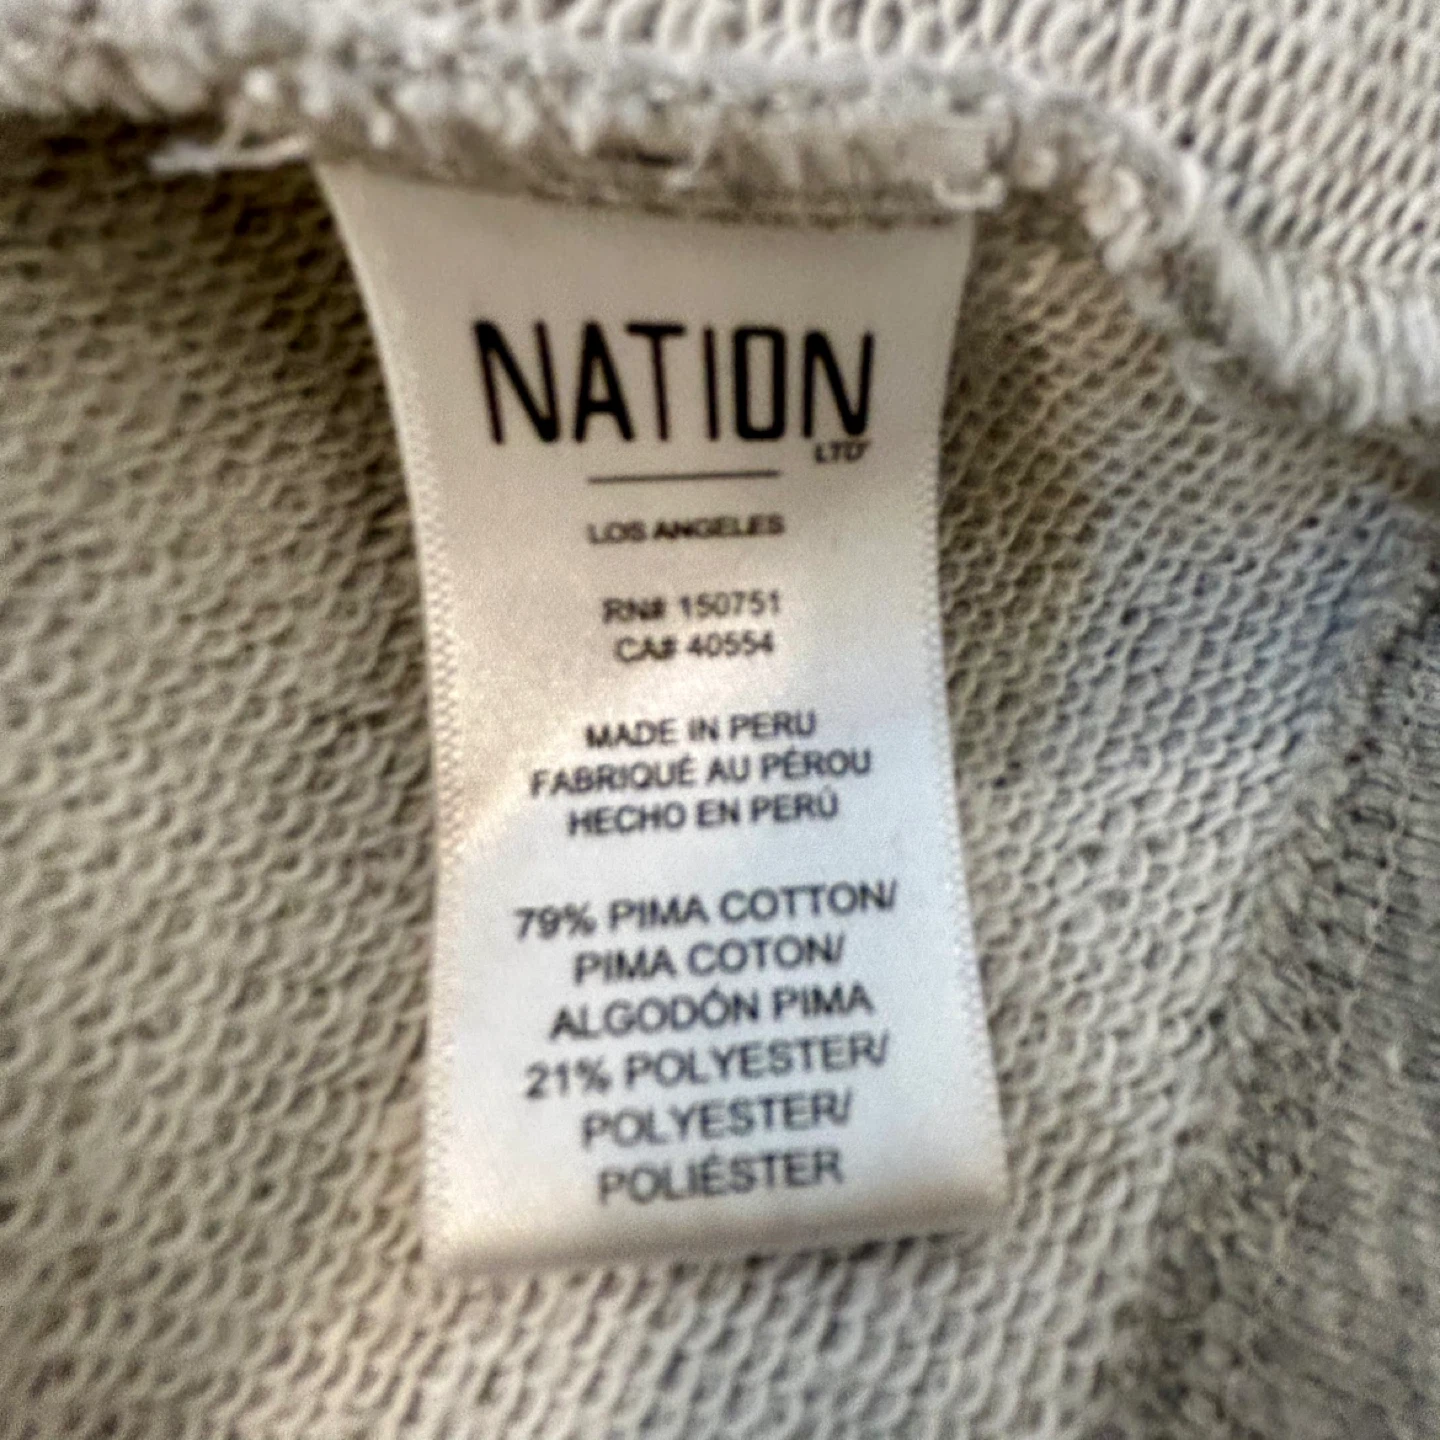 NATION
LTD
LOS ANGELES
RN# 150751
CA# 40554
MADE IN PERU
FABRIQUÉ AU PÉROU
HECHO EN PERÚ
79% PIMA COTTON/
PIMA COTON/
ALGODÓN PIMA
21% POLYESTER/
POLYESTER/
POLIÉSTER